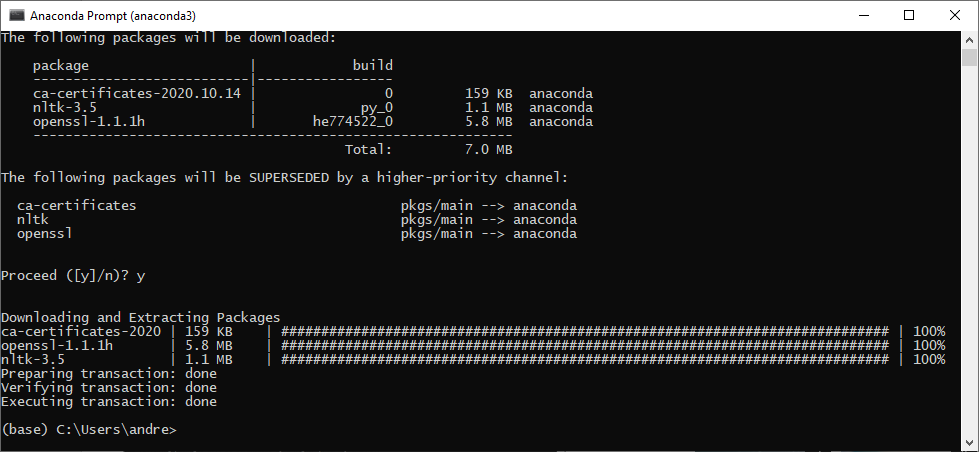 Anaconda Prompt (anaconda3)
The following packages will be downloaded:
package | build
---------------------------|-----------------
ca-certificates-2020.10.14 | 0 159 KB anaconda
nltk-3.5 | py_0 1.1 MB anaconda
openssl-1.1.1h | he774522_0 5.8 MB anaconda
------------------------------------------------------------
Total: 7.0 MB
The following packages will be SUPERSEDED by a higher-priority channel:
ca-certificates pkgs/main --> anaconda
nltk pkgs/main --> anaconda
openssl pkgs/main --> anaconda
Proceed ([y]/n)? y
Downloading and Extracting Packages
ca-certificates-2020 | 159 KB | ############################################################################ | 100%
openssl-1.1.1h | 5.8 MB | ############################################################################ | 100%
nltk-3.5 | 1.1 MB | ############################################################################ | 100%
Preparing transaction: done
Verifying transaction: done
Executing transaction: done
(base) C:\Users\andre>